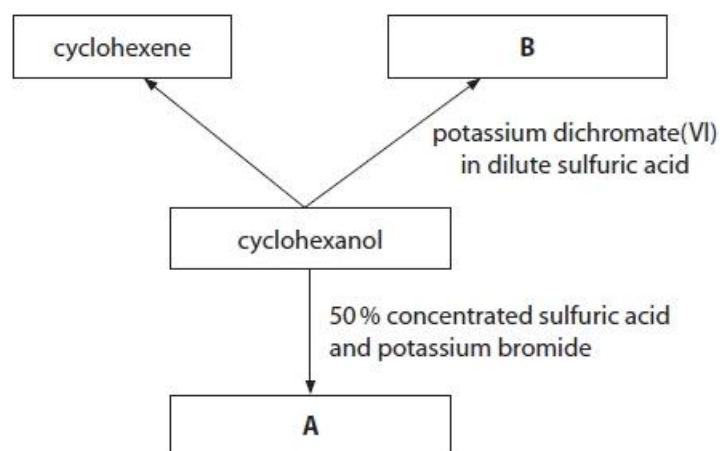 cyclohexene
B
potassium dichromate(VI)
in dilute sulfuric acid
cyclohexanol
50% concentrated sulfuric acid
and potassium bromide
A